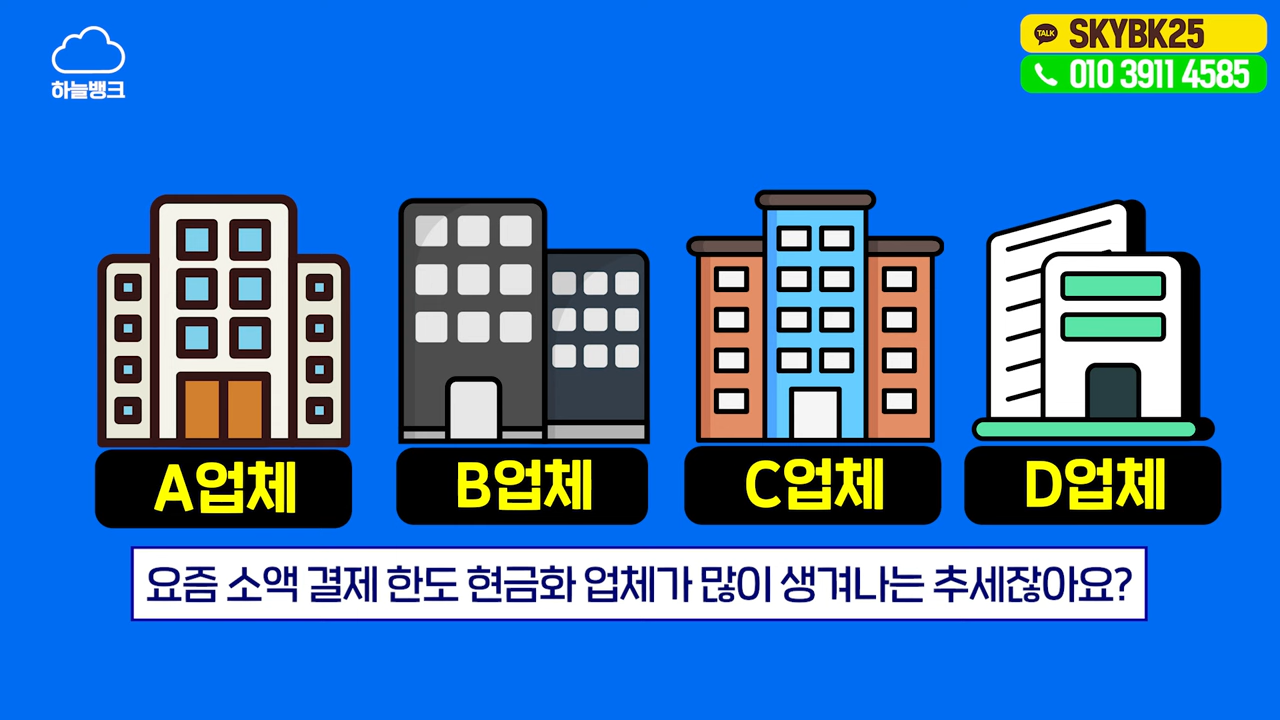 하늘뱅크
TALK SKYBK25
010 3911 4585
A업체
B업체
C업체
D업체
요즘 소액 결제 한도 현금화 업체가 많이 생겨나는 추세잖아요?